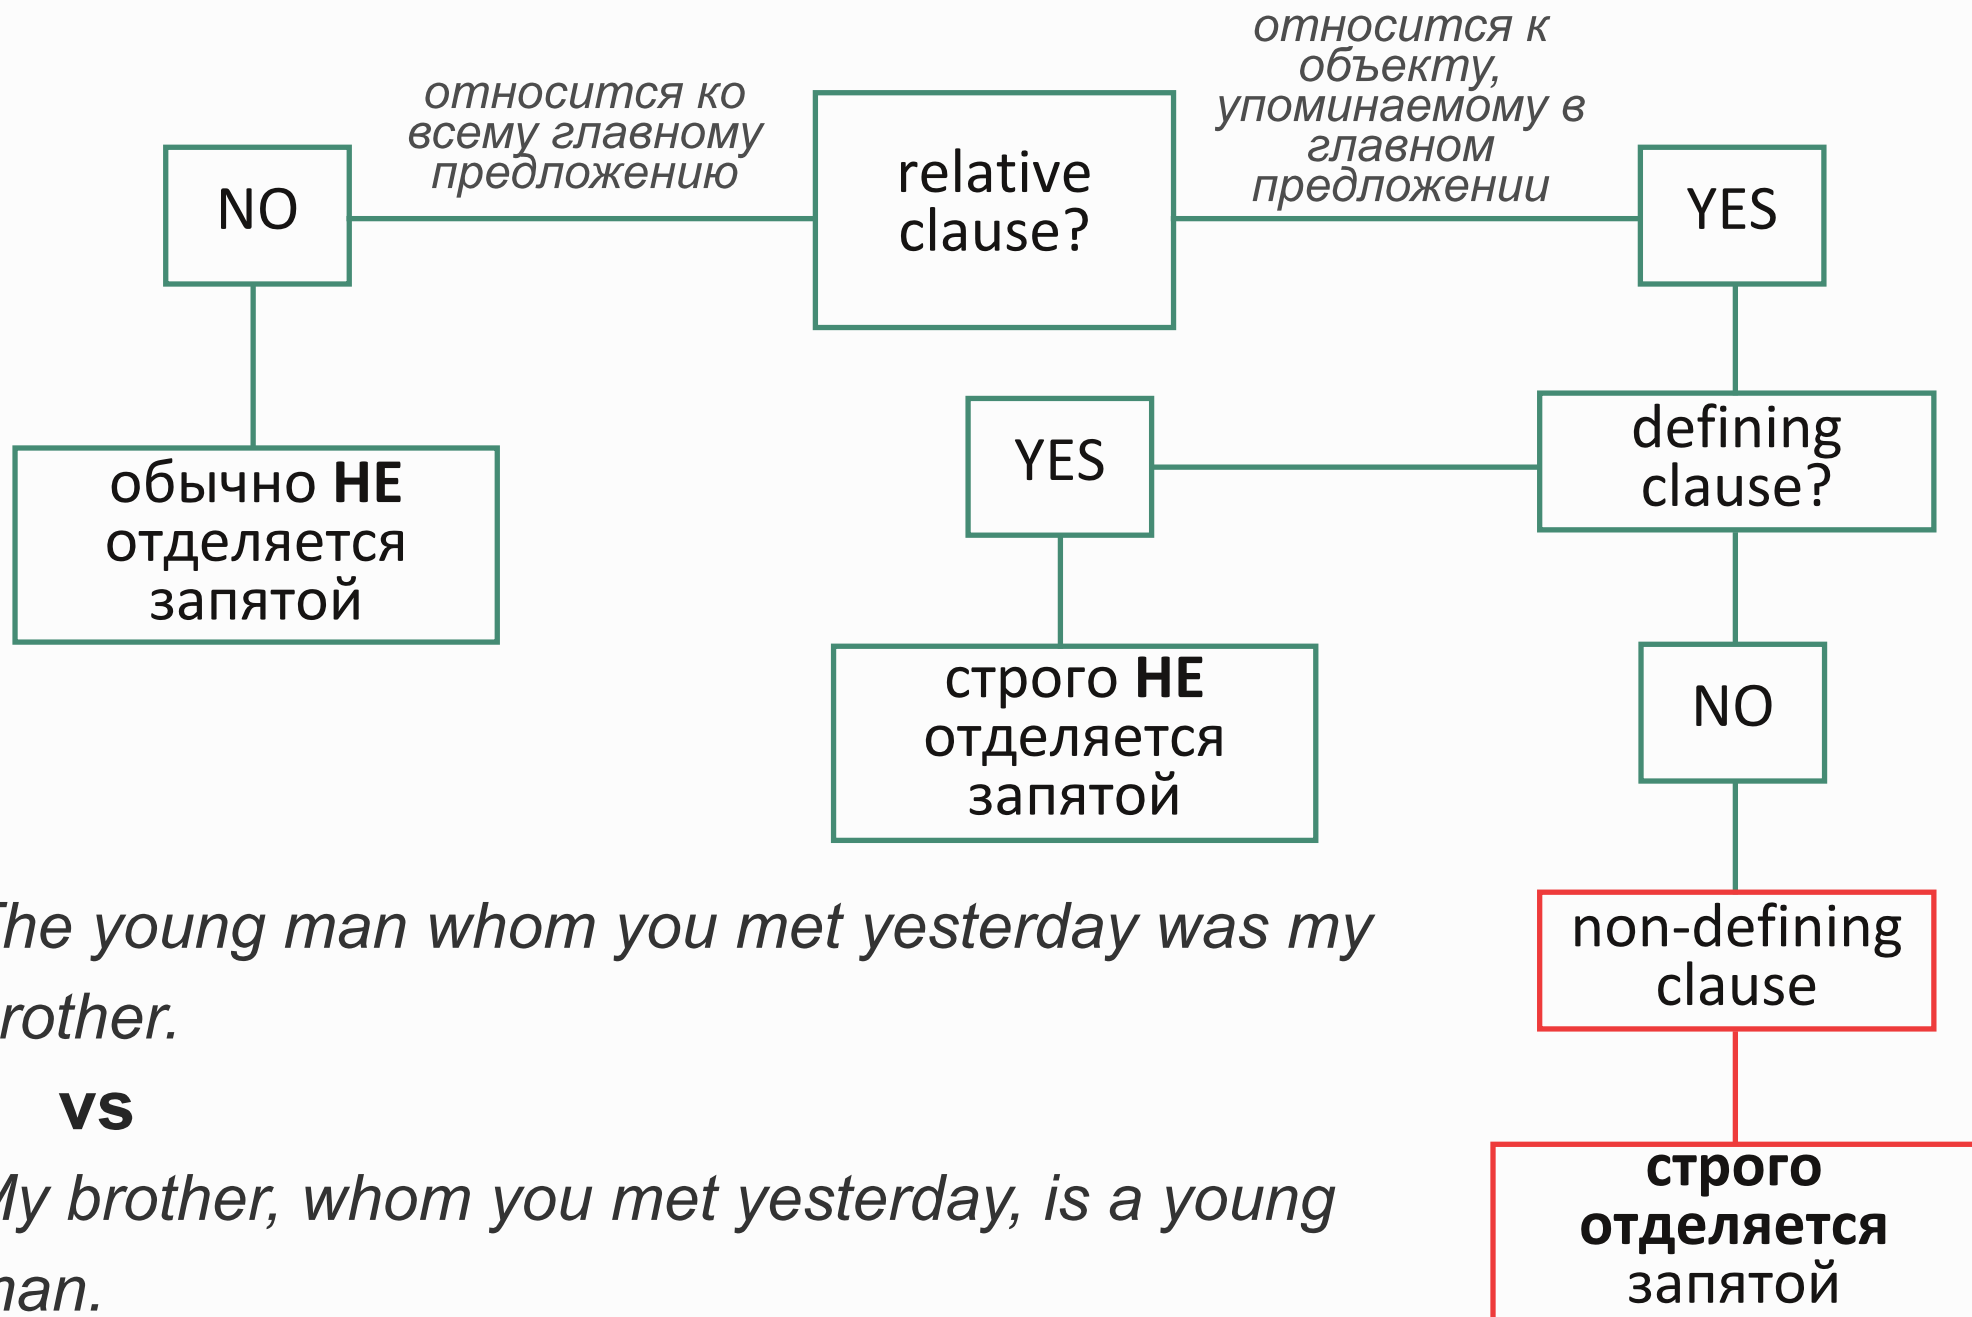 относится ко
всему главному
предложению
относится к
объекту,
упоминаемому в
главном
предложении
NO
relative
clause?
YES
обычно НЕ
отделяется
запятой
YES
defining
clause?
строго НЕ
отделяется
запятой
NO
non-defining
clause
строго
отделяется
запятой
The young man whom you met yesterday was my
rother.
vs
My brother, whom you met yesterday, is a young
man.